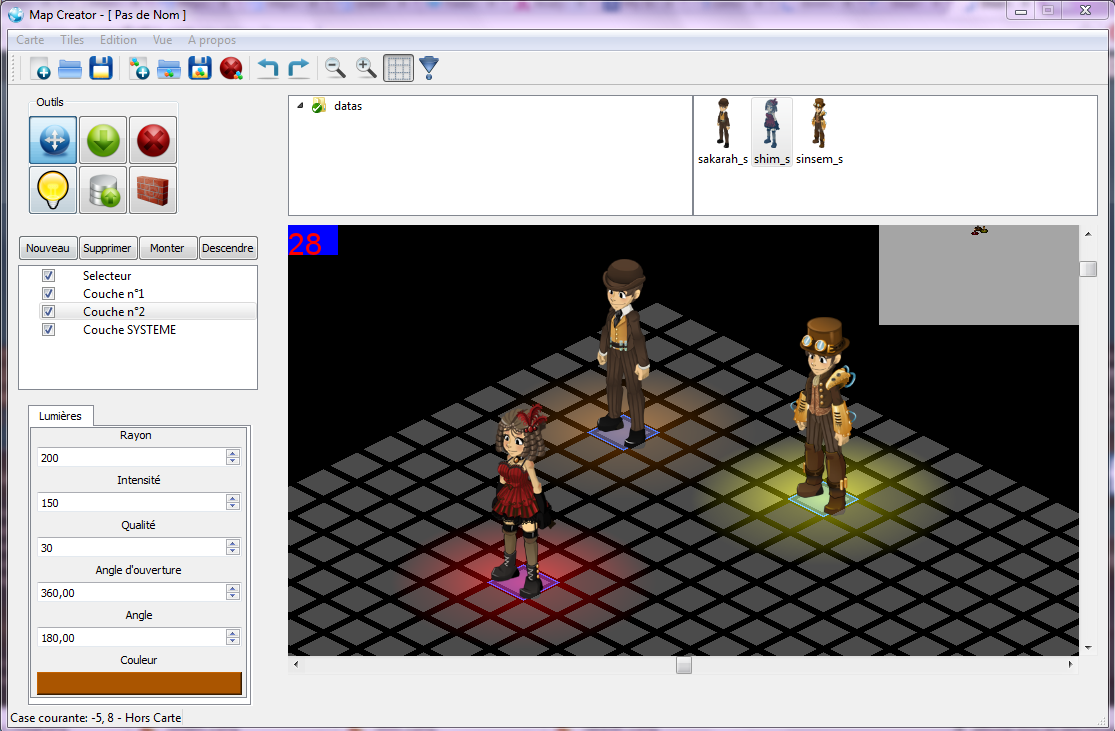 Map Creator - [ Pas de Nom ]
Carte Tiles Edition Vue A propos
Outils
datas
sakarah_s shim_s sinsem_s
Nouveau Supprimer Monter Descendre
Selecteur
Couche n°1
Couche n°2
Couche SYSTEME
28
Lumières
Rayon
200
Intensité
150
Qualité
30
Angle d'ouverture
360,00
Angle
180,00
Couleur
Case courante: -5, 8 - Hors Carte